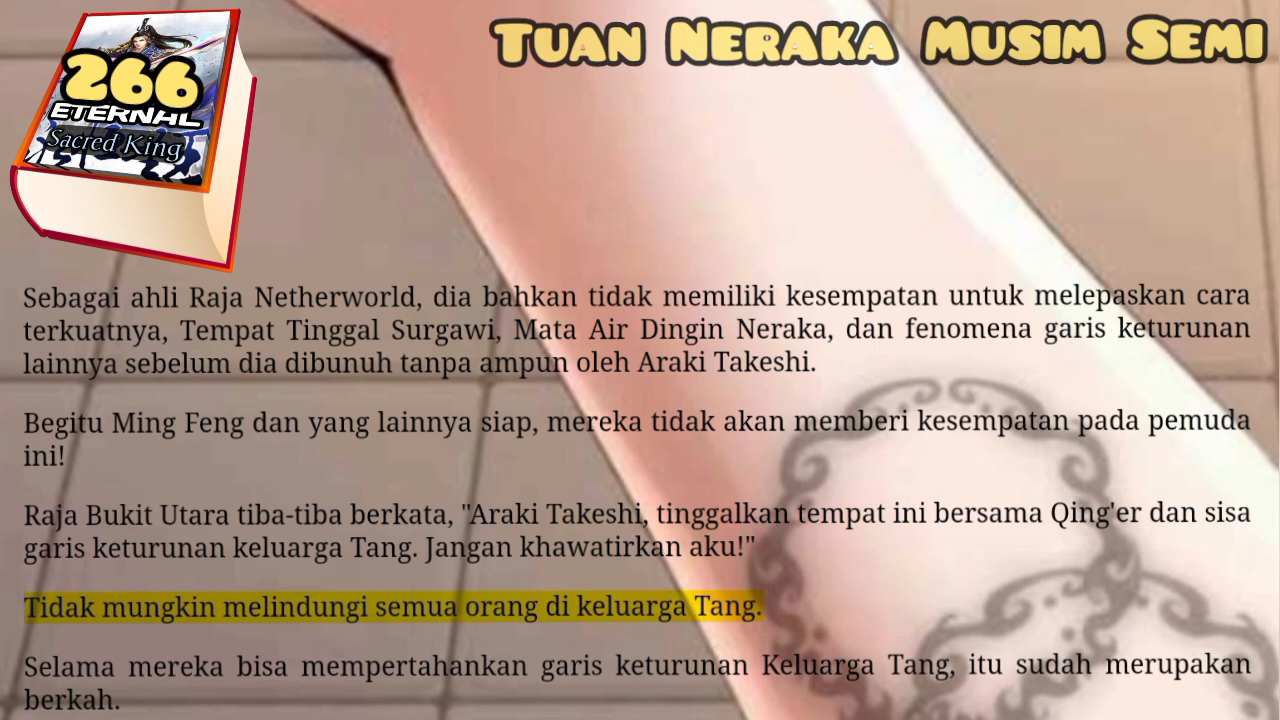 Tuan Neraka Musim Semi
266
ETERNAL
Sacred King
Sebagai ahli Raja Netherworld, dia bahkan tidak memiliki kesempatan untuk melepaskan cara
terkuatnya, Tempat Tinggal Surgawi, Mata Air Dingin Neraka, dan fenomena garis keturunan
lainnya sebelum dia dibunuh tanpa ampun oleh Araki Takeshi.
Begitu Ming Feng dan yang lainnya siap, mereka tidak akan memberi kesempatan pada pemuda
ini!
Raja Bukit Utara tiba-tiba berkata, "Araki Takeshi, tinggalkan tempat ini bersama Qing'er dan sisa
garis keturunan keluarga Tang. Jangan khawatirkan aku!"
Tidak mungkin melindungi semua orang di keluarga Tang.
Selama mereka bisa mempertahankan garis keturunan Keluarga Tang, itu sudah merupakan
berkah.